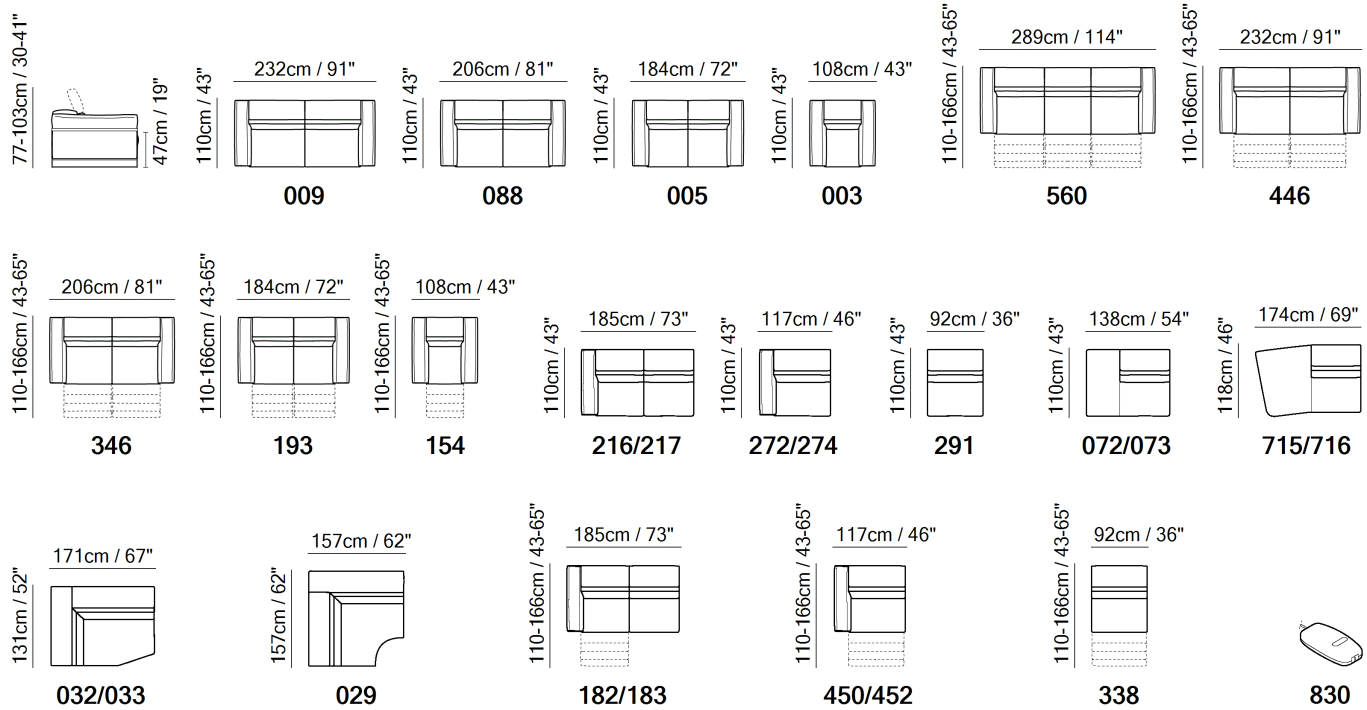 77-103cm / 30-41"
47cm / 19"
110cm / 43"
232cm / 91"
009
110cm / 43"
206cm / 81"
088
110cm / 43"
184cm / 72"
005
110cm / 43"
108cm / 43"
003
110-166cm / 43-65"
289cm / 114"
560
110-166cm / 43-65"
232cm / 91"
446
110-166cm / 43-65"
206cm / 81"
346
110-166cm / 43-65"
184cm / 72"
193
110-166cm / 43-65"
108cm / 43"
154
110cm / 43"
185cm / 73"
216/217
110cm / 43"
117cm / 46"
272/274
110cm / 43"
92cm / 36"
291
110cm / 43"
138cm / 54"
072/073
118cm / 46"
174cm / 69"
715/716
131cm / 52"
171cm / 67"
032/033
157cm / 62"
157cm / 62"
029
110-166cm / 43-65"
185cm / 73"
182/183
110-166cm / 43-65"
117cm / 46"
450/452
110-166cm / 43-65"
92cm / 36"
338
830